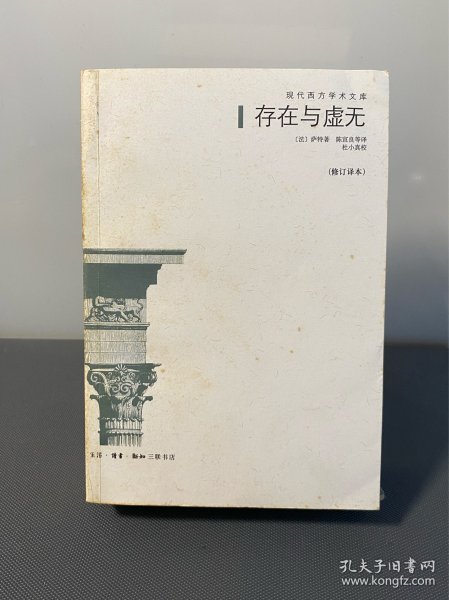 现代西方学术文库
存在与虚无
〔法〕萨特著 陈宣良等译
杜小真校
(修订译本)
生活·读书·新知三联书店
孔夫子旧书网
www.kongfz.com